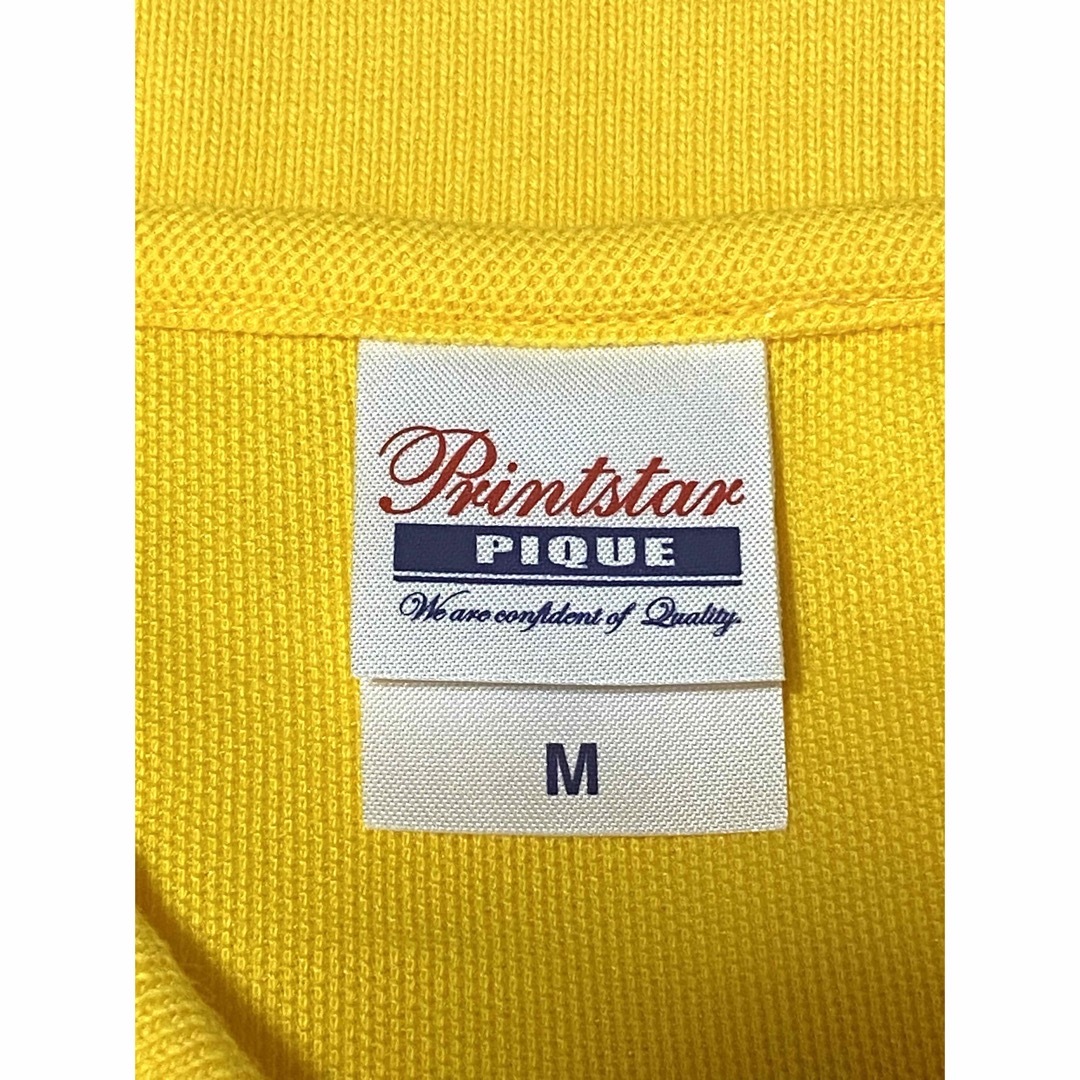 Printstar
PIQUE
We are confident of Quality.
M